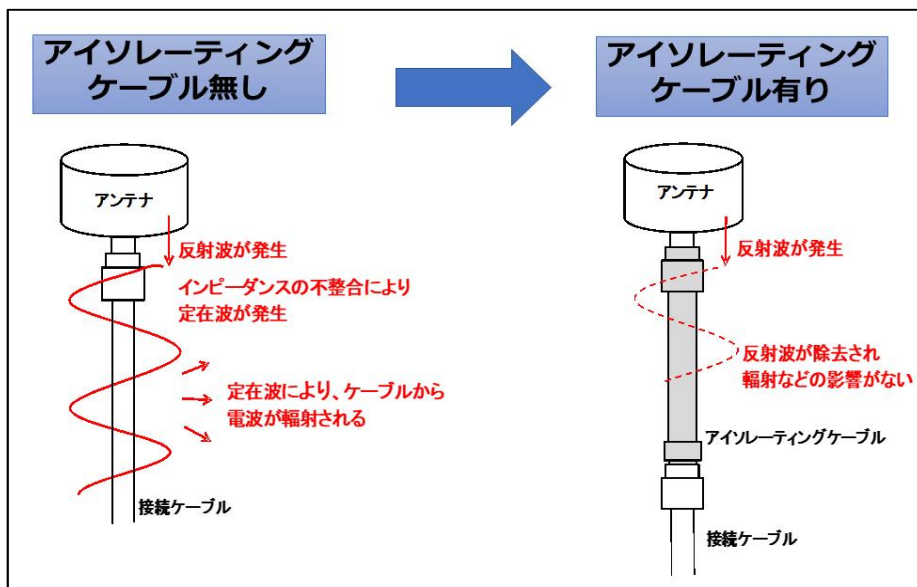 アイソレーティング
ケーブル無し
アイソレーティング
ケーブル有り
アンテナ
反射波が発生
インピーダンスの不整合により
定在波が発生
定在波により、ケーブルから
電波が輻射される
接続ケーブル
アンテナ
反射波が発生
反射波が除去され
輻射などの影響がない
アイソレーティングケーブル
接続ケーブル